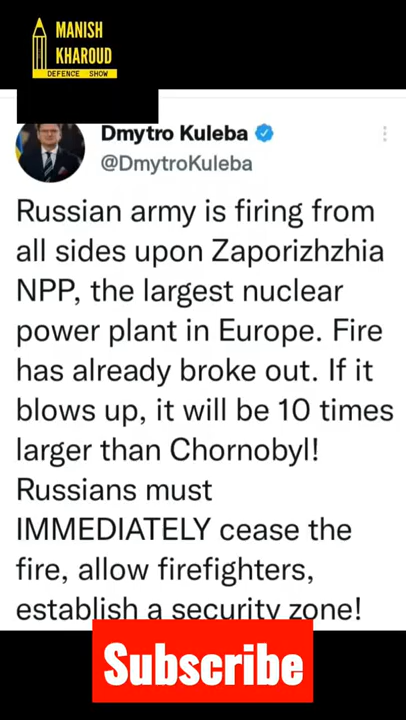 MANISH
KHAROUD
DEFENCE SHOW
Dmytro Kuleba
@DmytroKuleba
Russian army is firing from
all sides upon Zaporizhzhia
NPP, the largest nuclear
power plant in Europe. Fire
has already broke out. If it
blows up, it will be 10 times
larger than Chornobyl!
Russians must
IMMEDIATELY cease the
fire, allow firefighters,
establish a security zone!
Subscribe